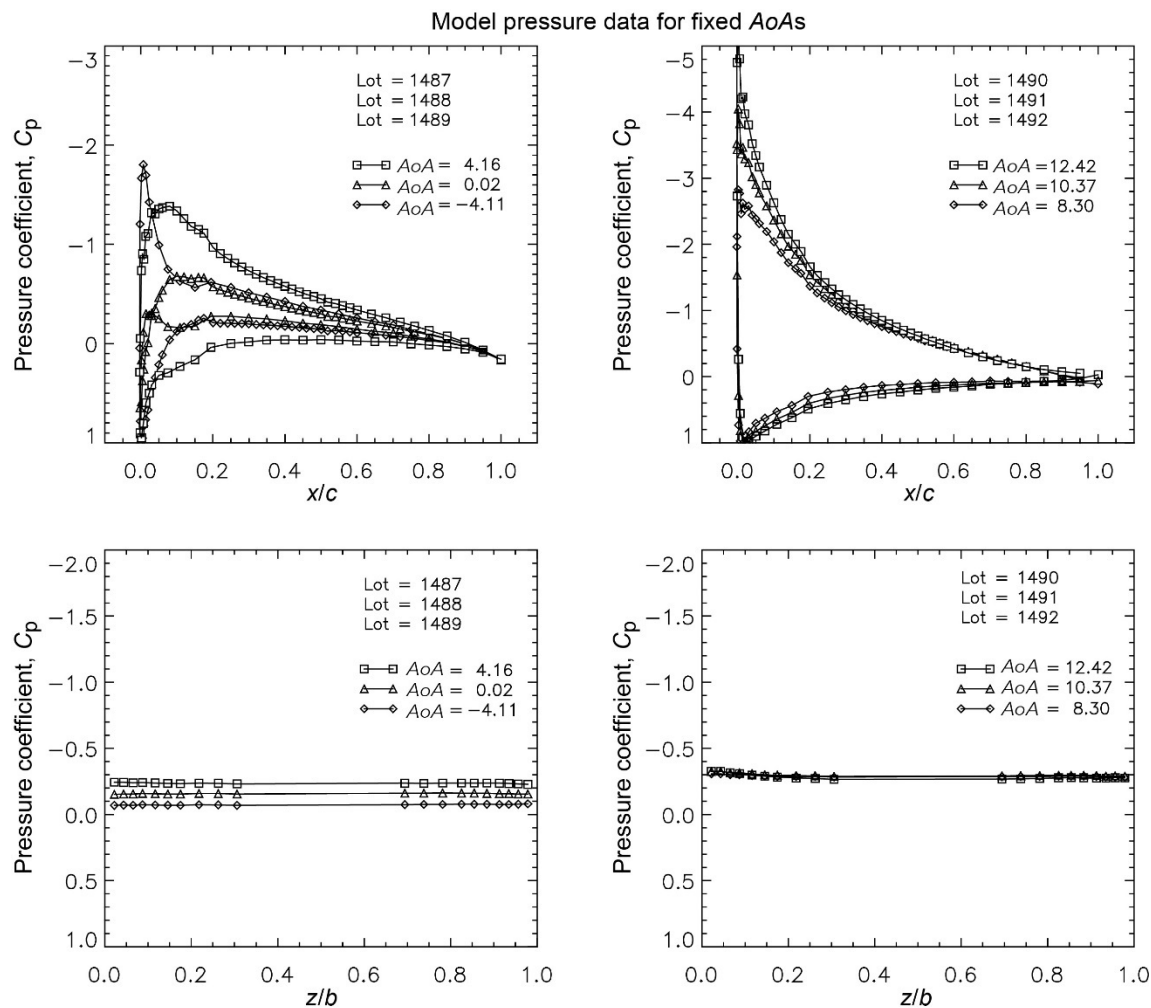 Model pressure data for fixed AoAs
Pressure coefficient, Cp
−3
−2
−1
0
1
Lot = 1487
Lot = 1488
Lot = 1489
AoA = 4.16
AoA = 0.02
AoA = −4.11
0.0 0.2 0.4 0.6 0.8 1.0
x/c
Pressure coefficient, Cp
−5
−4
−3
−2
−1
0
1
Lot = 1490
Lot = 1491
Lot = 1492
AoA = 12.42
AoA = 10.37
AoA = 8.30
0.0 0.2 0.4 0.6 0.8 1.0
x/c
Pressure coefficient, Cp
−2.0
−1.5
−1.0
−0.5
0.0
0.5
1.0
Lot = 1487
Lot = 1488
Lot = 1489
AoA = 4.16
AoA = 0.02
AoA = −4.11
0.0 0.2 0.4 0.6 0.8 1.0
z/b
Pressure coefficient, Cp
−2.0
−1.5
−1.0
−0.5
0.0
0.5
1.0
Lot = 1490
Lot = 1491
Lot = 1492
AoA = 12.42
AoA = 10.37
AoA = 8.30
0.0 0.2 0.4 0.6 0.8 1.0
z/b